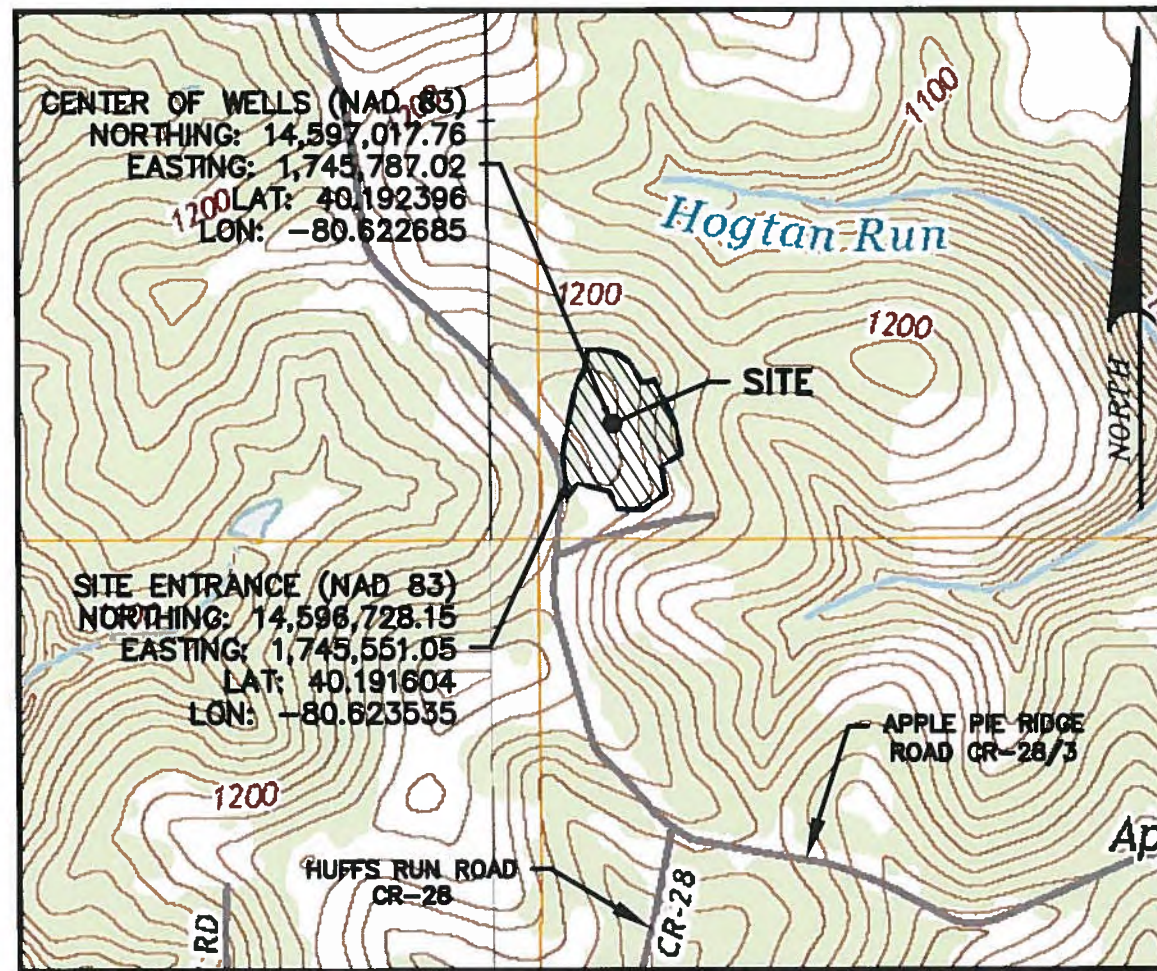 CENTER OF WELLS (NAD 83)
NORTHING: 14,597,017.76
EASTING: 1,745,787.02
LAT: 40.192396
LON: -80.622685
1200
1200
1100
Hogtan Run
1200
1200
SITE
NORTH
SITE ENTRANCE (NAD 83)
NORTHING: 14,596,728.15
EASTING: 1,745,551.05
LAT: 40.191604
LON: -80.623535
APPLE PIE RIDGE
ROAD CR-28/3
1200
Ap
HUFFS RUN ROAD
CR-28
CR-28
RD